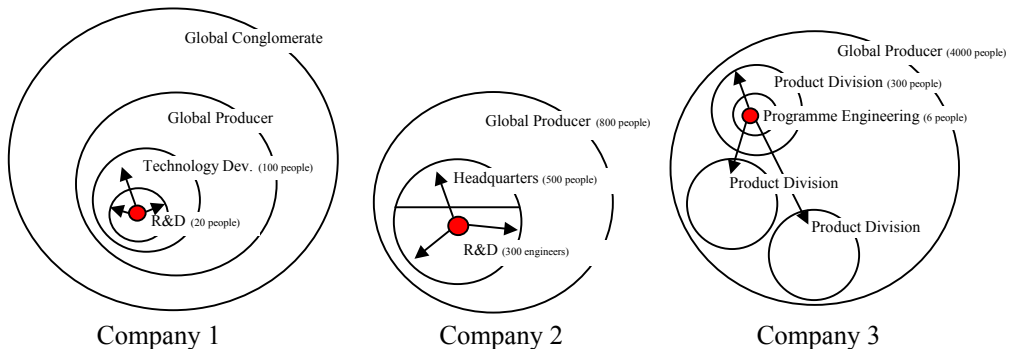 Global Conglomerate
Global Producer
Technology Dev. (100 people)
R&D (20 people)
Company 1
Global Producer (800 people)
Headquarters (500 people)
R&D (300 engineers)
Company 2
Global Producer (4000 people)
Product Division (300 people)
Programme Engineering (6 people)
Product Division
Product Division
Company 3